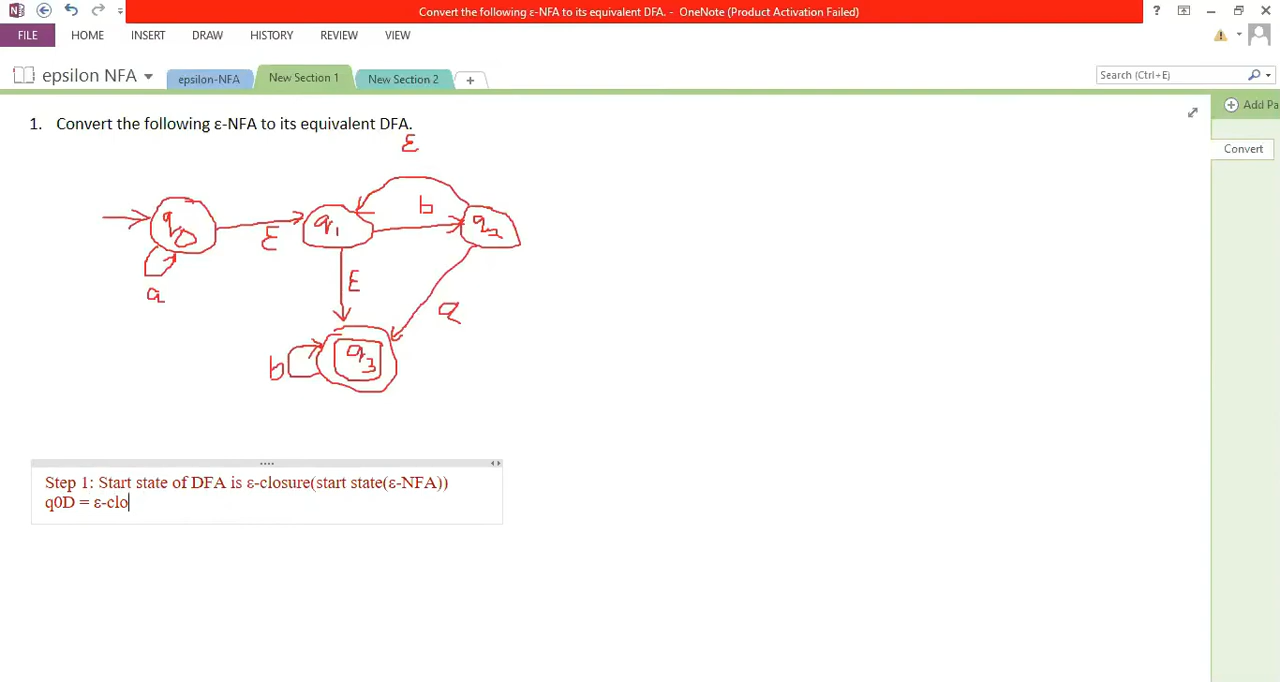 Convert the following ε-NFA to its equivalent DFA. - OneNote (Product Activation Failed)
FILE HOME INSERT DRAW HISTORY REVIEW VIEW
epsilon NFA epsilon-NFA New Section 1 New Section 2 + Search (Ctrl+E)
Add Pa
Convert
1. Convert the following ε-NFA to its equivalent DFA.
ε
b
q0 q1 q2
ε
a
ε
a
q3
b
Step 1: Start state of DFA is ε-closure(start state(ε-NFA))
q0D = ε-clo